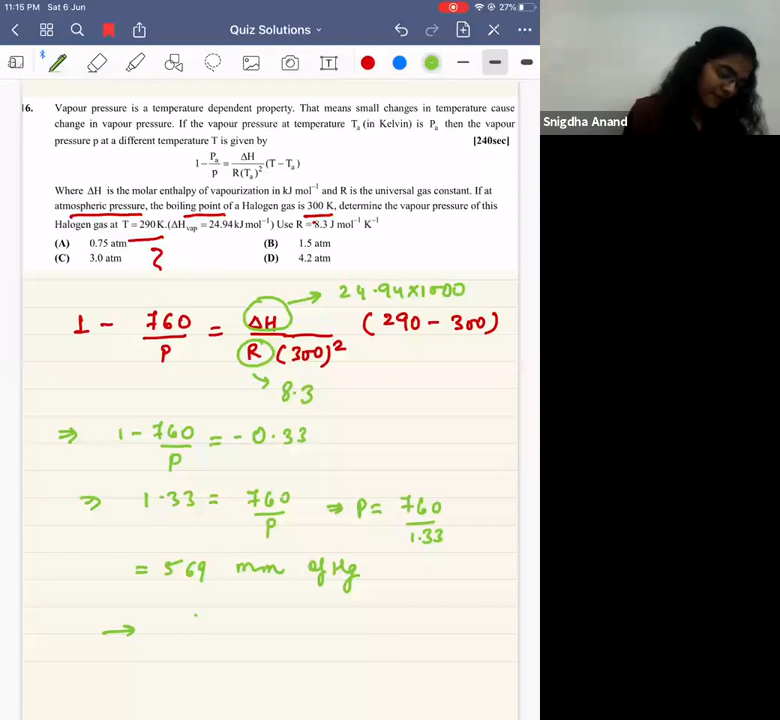 11:15 PM Sat 6 Jun
27%
Quiz Solutions
T
Snigdha Anand
16. Vapour pressure is a temperature dependent property. That means small changes in temperature cause
change in vapour pressure. If the vapour pressure at temperature Ta (in Kelvin) is Pa then the vapour
pressure p at a different temperature T is given by [240sec]
1 − Pa/p = ΔH/R(Ta)² (T − Ta)
Where ΔH is the molar enthalpy of vapourization in kJ mol⁻¹ and R is the universal gas constant. If at
atmospheric pressure, the boiling point of a Halogen gas is 300 K, determine the vapour pressure of this
Halogen gas at T = 290K.(ΔHvap = 24.94 kJ mol⁻¹) Use R = 8.3 J mol⁻¹ K⁻¹
(A) 0.75 atm (B) 1.5 atm
(C) 3.0 atm (D) 4.2 atm
?
24.94×1000
1 − 760/P = ΔH/R(300)² (290 − 300)
8.3
⇒ 1 − 760/P = − 0.33
⇒ 1.33 = 760/P ⇒ P = 760/1.33
= 569 mm of Hg
→